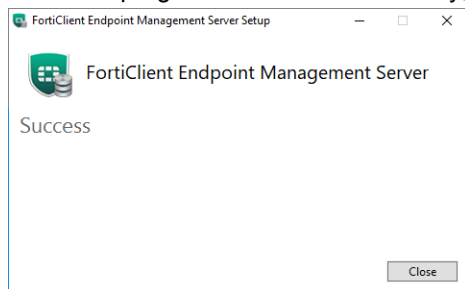 FortiClient Endpoint Management Server Setup
FortiClient Endpoint Management Server
Success
Close